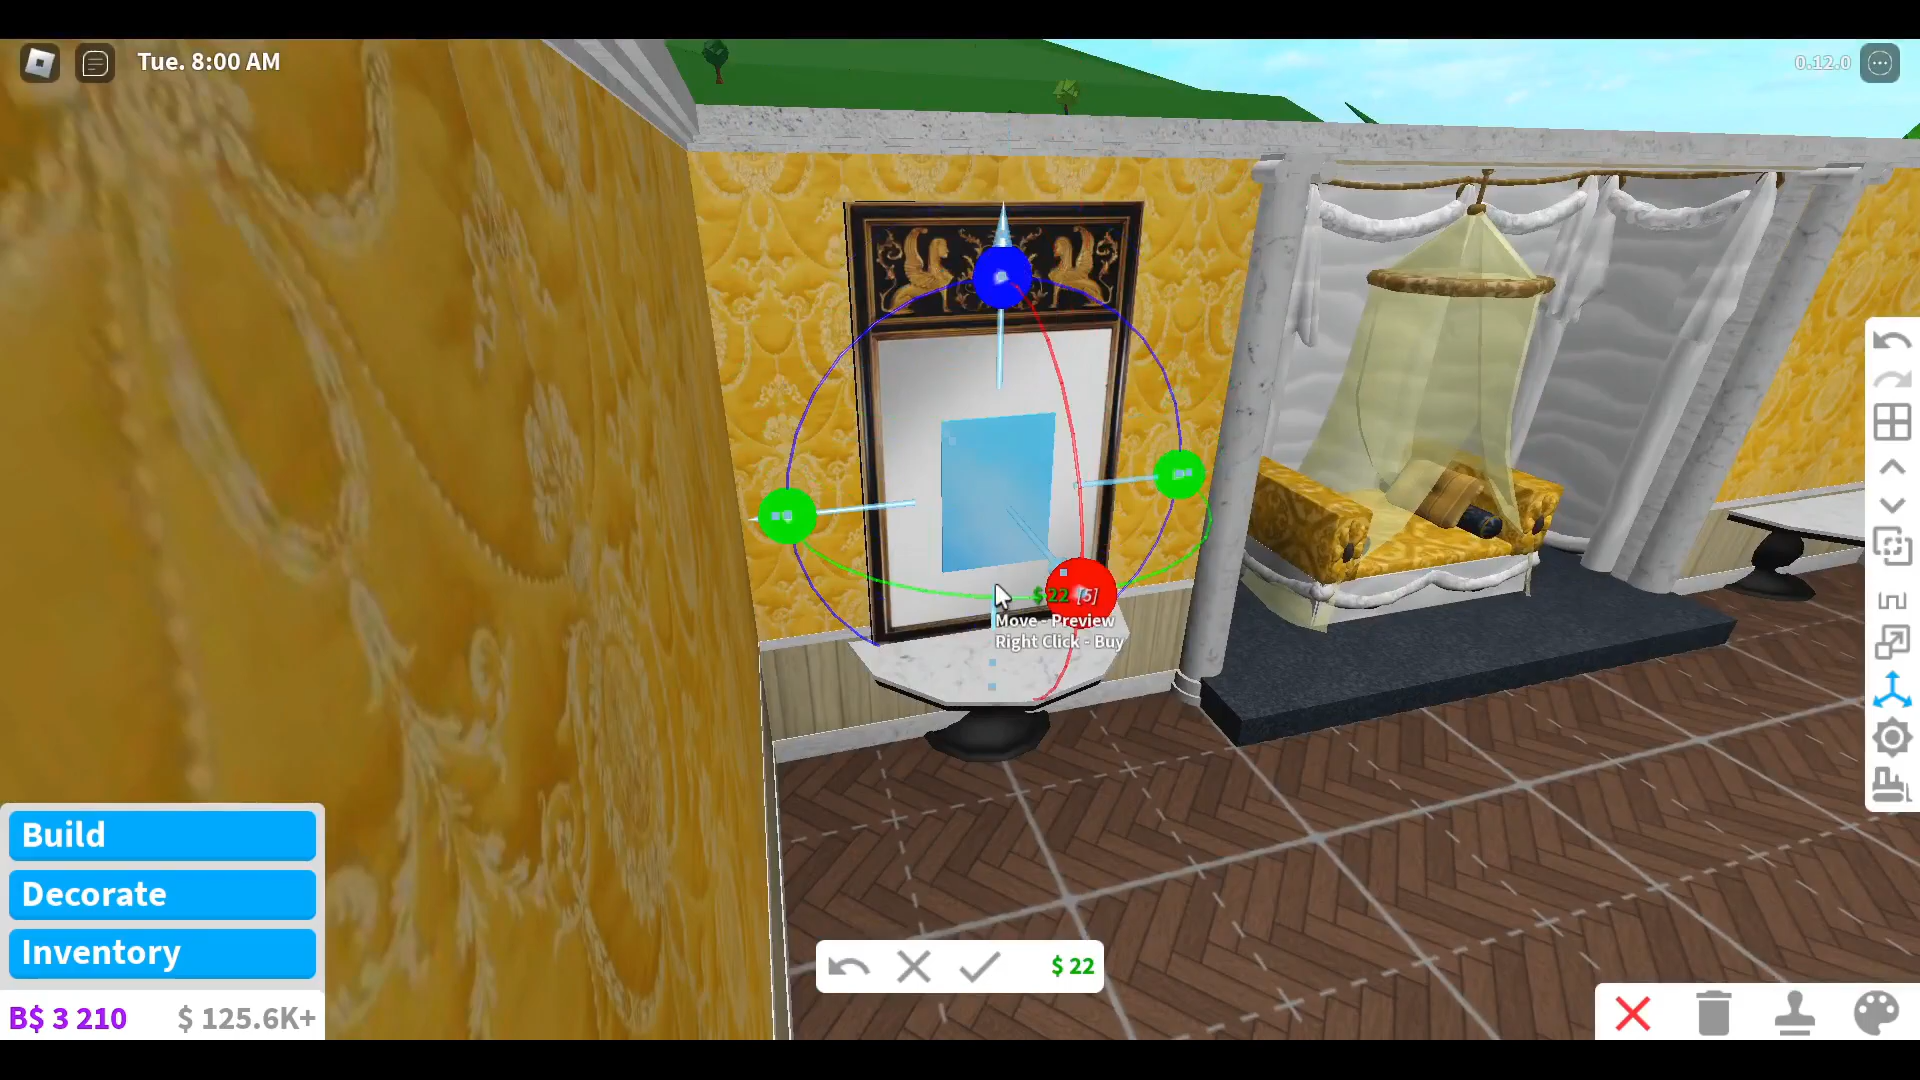 Tue. 8:00 AM
0.12.0
$ 22 [5]
Move - Preview
Right Click - Buy
Build
Decorate
Inventory
B$ 3 210
$ 125.6K+
$ 22